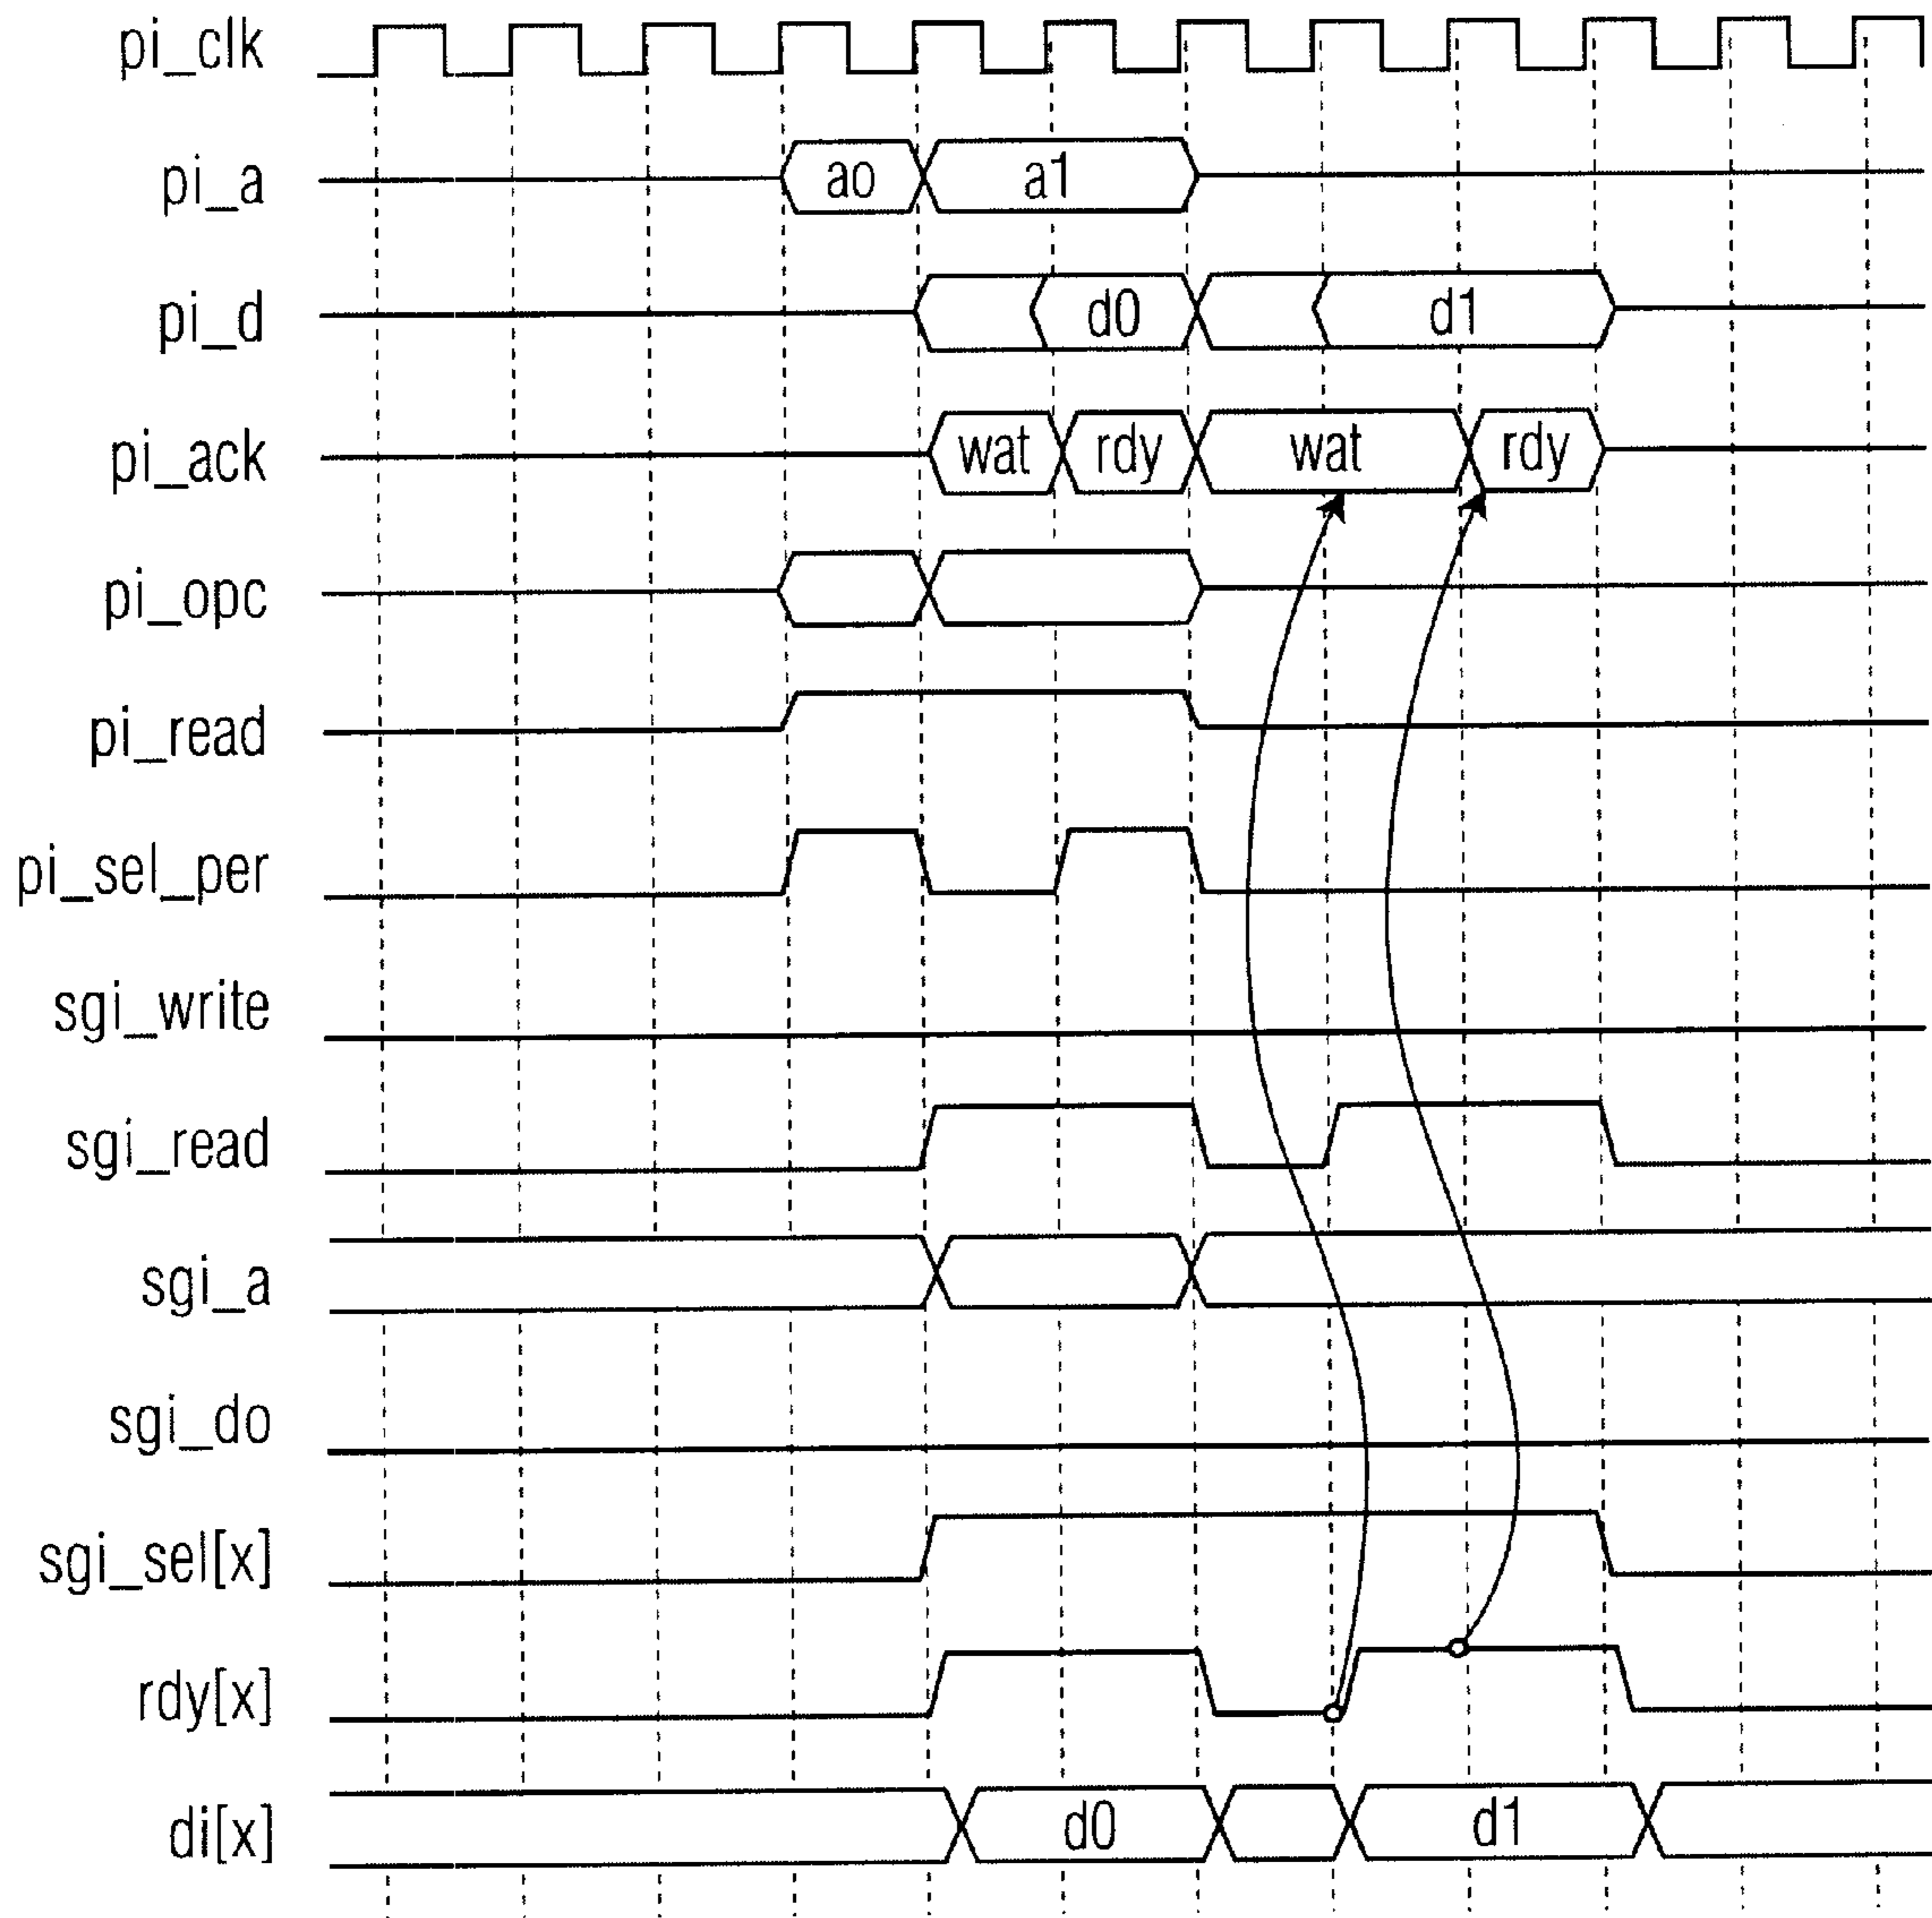 pi_clk
pi_a ao a1
pi_d d0 d1
pi_ack wat rdy wat rdy
pi_opc
pi_read
pi_sel_per
sgi_write
sgi_read
sgi_a
sgi_do
sgi_sel[x]
rdy[x]
di[x] d0 d1